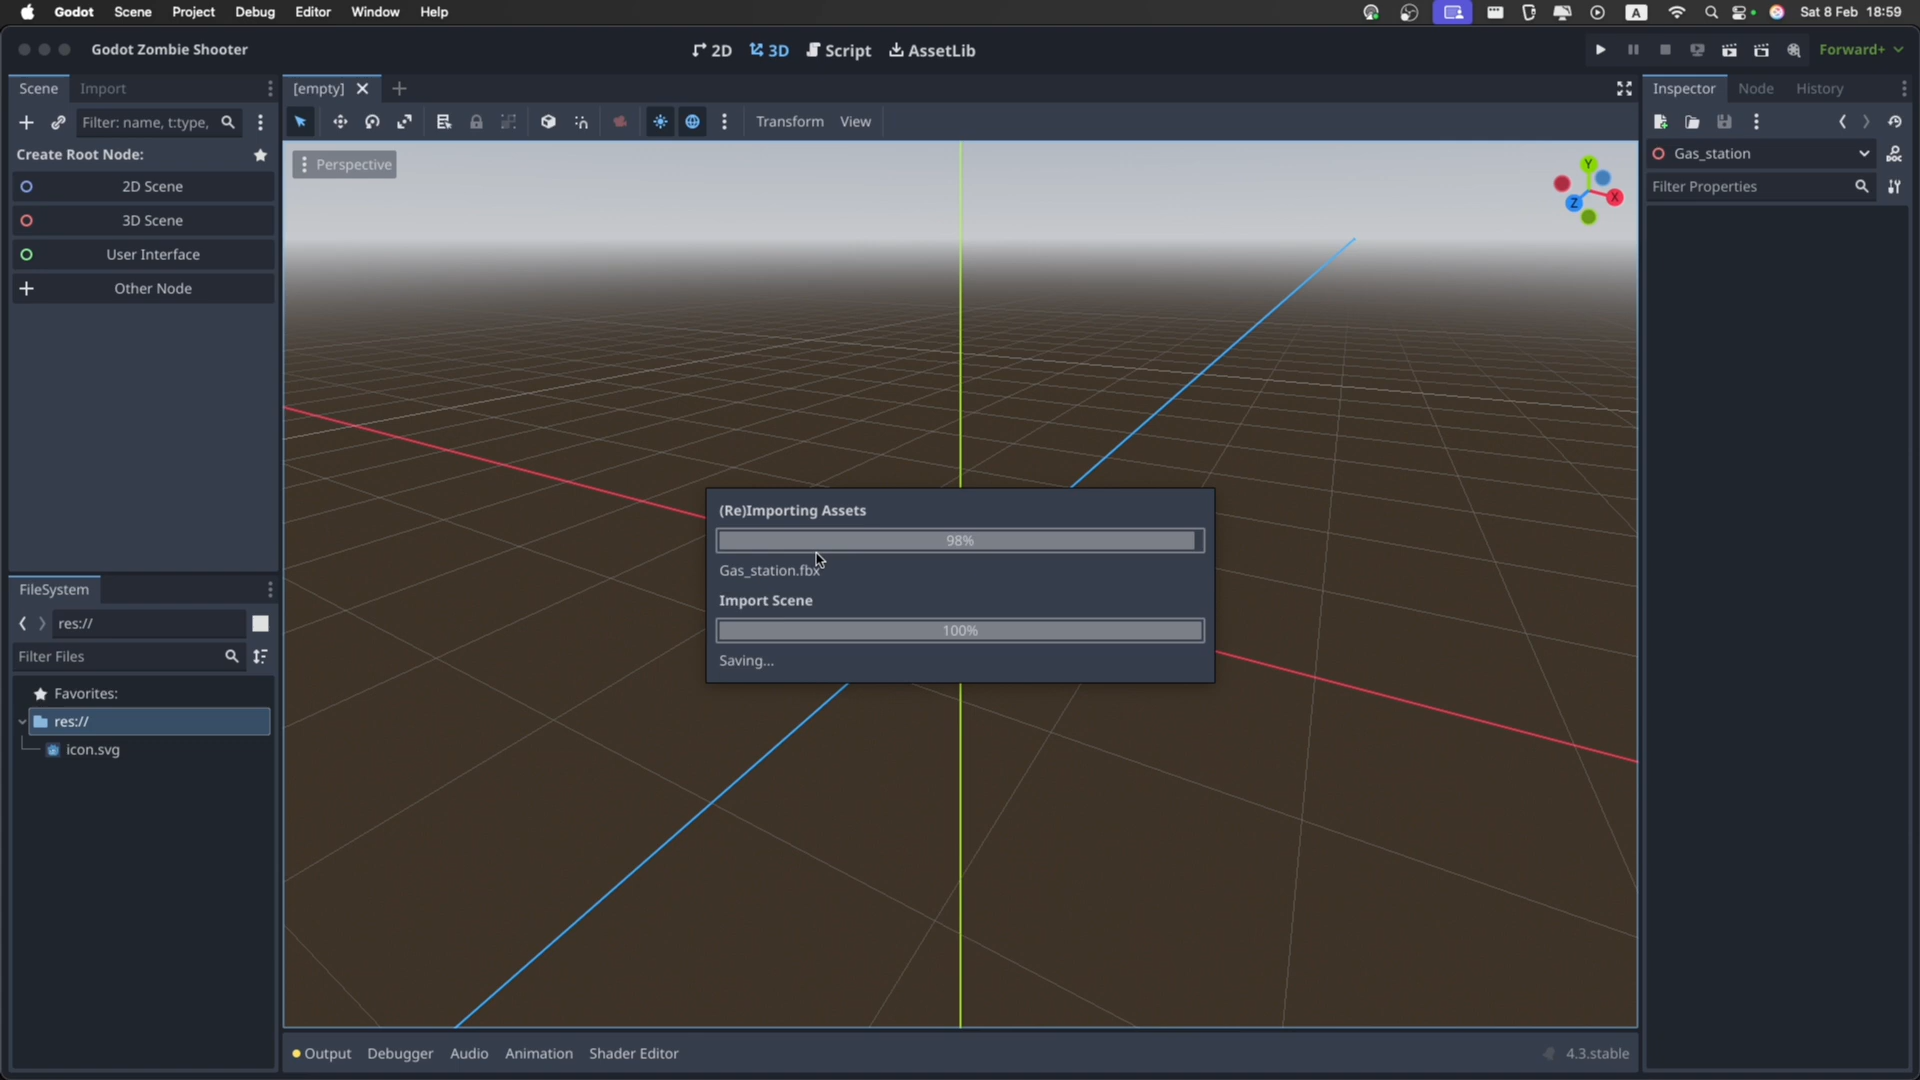 Godot Scene Project Debug Editor Window Help
A Sat 8 Feb 18:59
Godot Zombie Shooter
2D 3D Script AssetLib
Forward+
Scene Import
[empty]
Inspector Node History
Filter: name, t:type,
Transform View
Create Root Node:
Gas_station
DOC
Perspective
Filter Properties
2D Scene
3D Scene
User Interface
Other Node
Y
X
Z
(Re)Importing Assets
98%
Gas_station.fbx
Import Scene
100%
Saving...
FileSystem
res://
Filter Files
Favorites:
res://
icon.svg
Output Debugger Audio Animation Shader Editor
4.3.stable